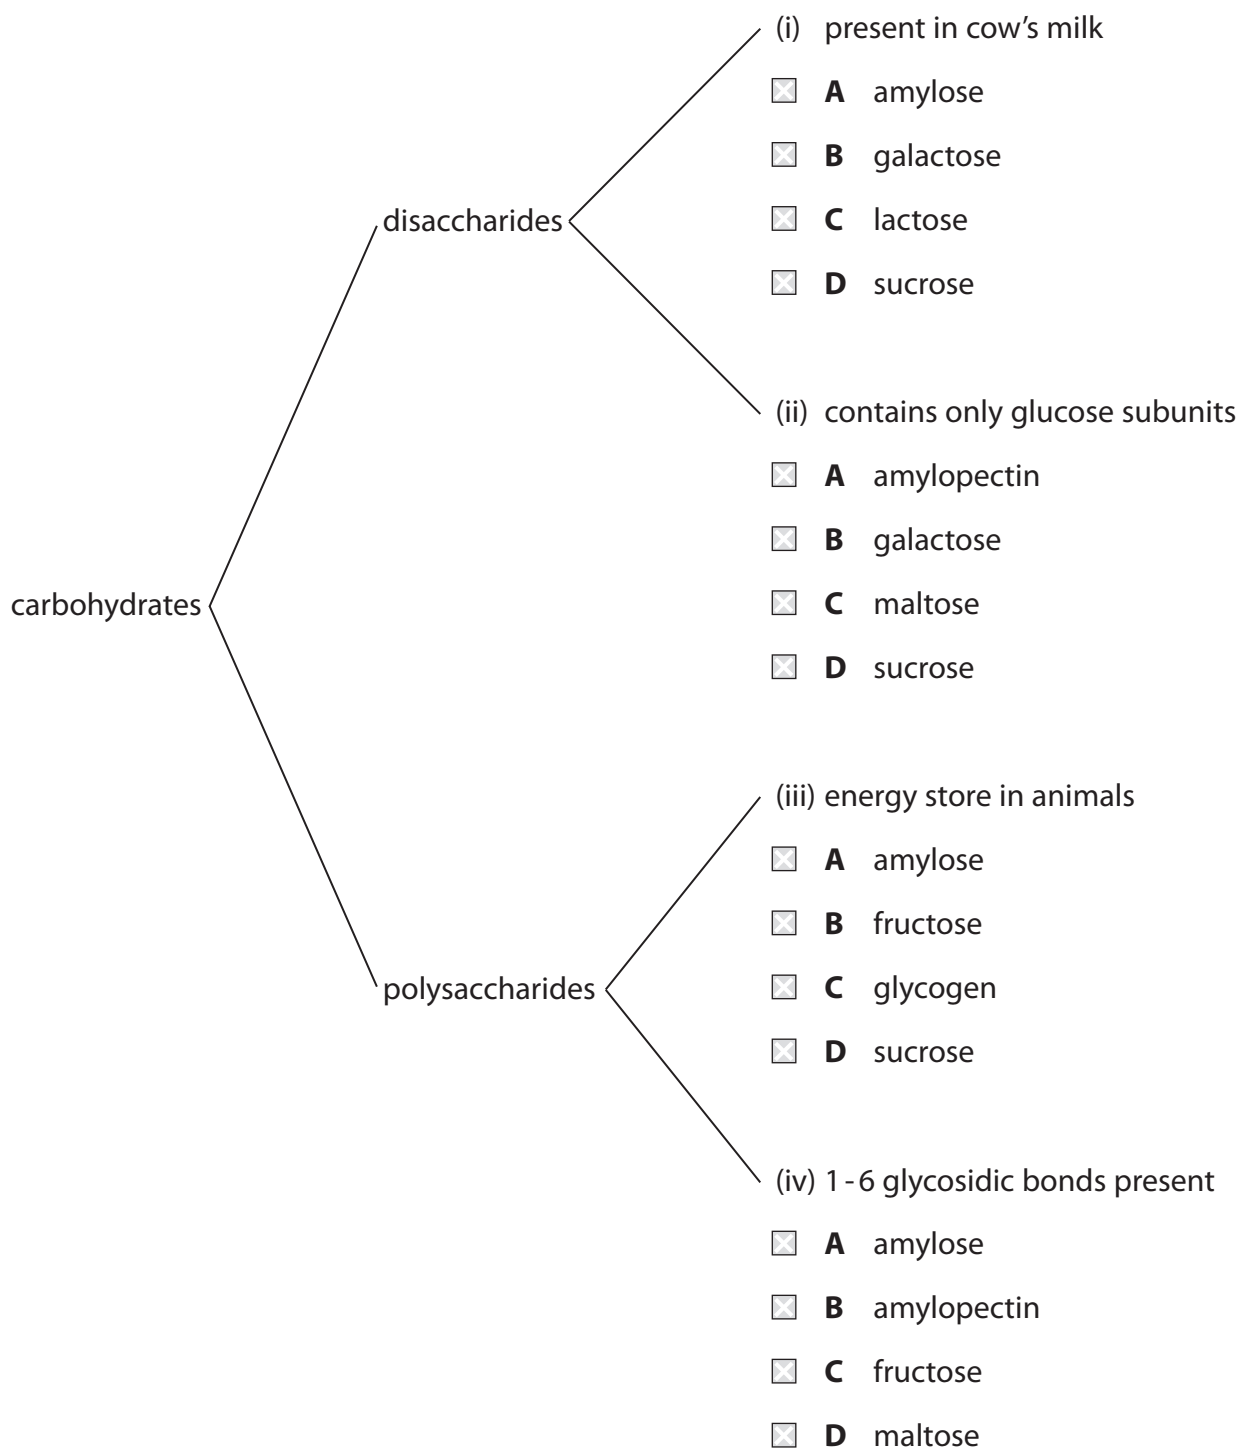 (i) present in cow’s milk
A amylose
B galactose
C lactose
D sucrose
disaccharides
(ii) contains only glucose subunits
A amylopectin
B galactose
C maltose
D sucrose
carbohydrates
(iii) energy store in animals
A amylose
B fructose
C glycogen
D sucrose
polysaccharides
(iv) 1-6 glycosidic bonds present
A amylose
B amylopectin
C fructose
D maltose